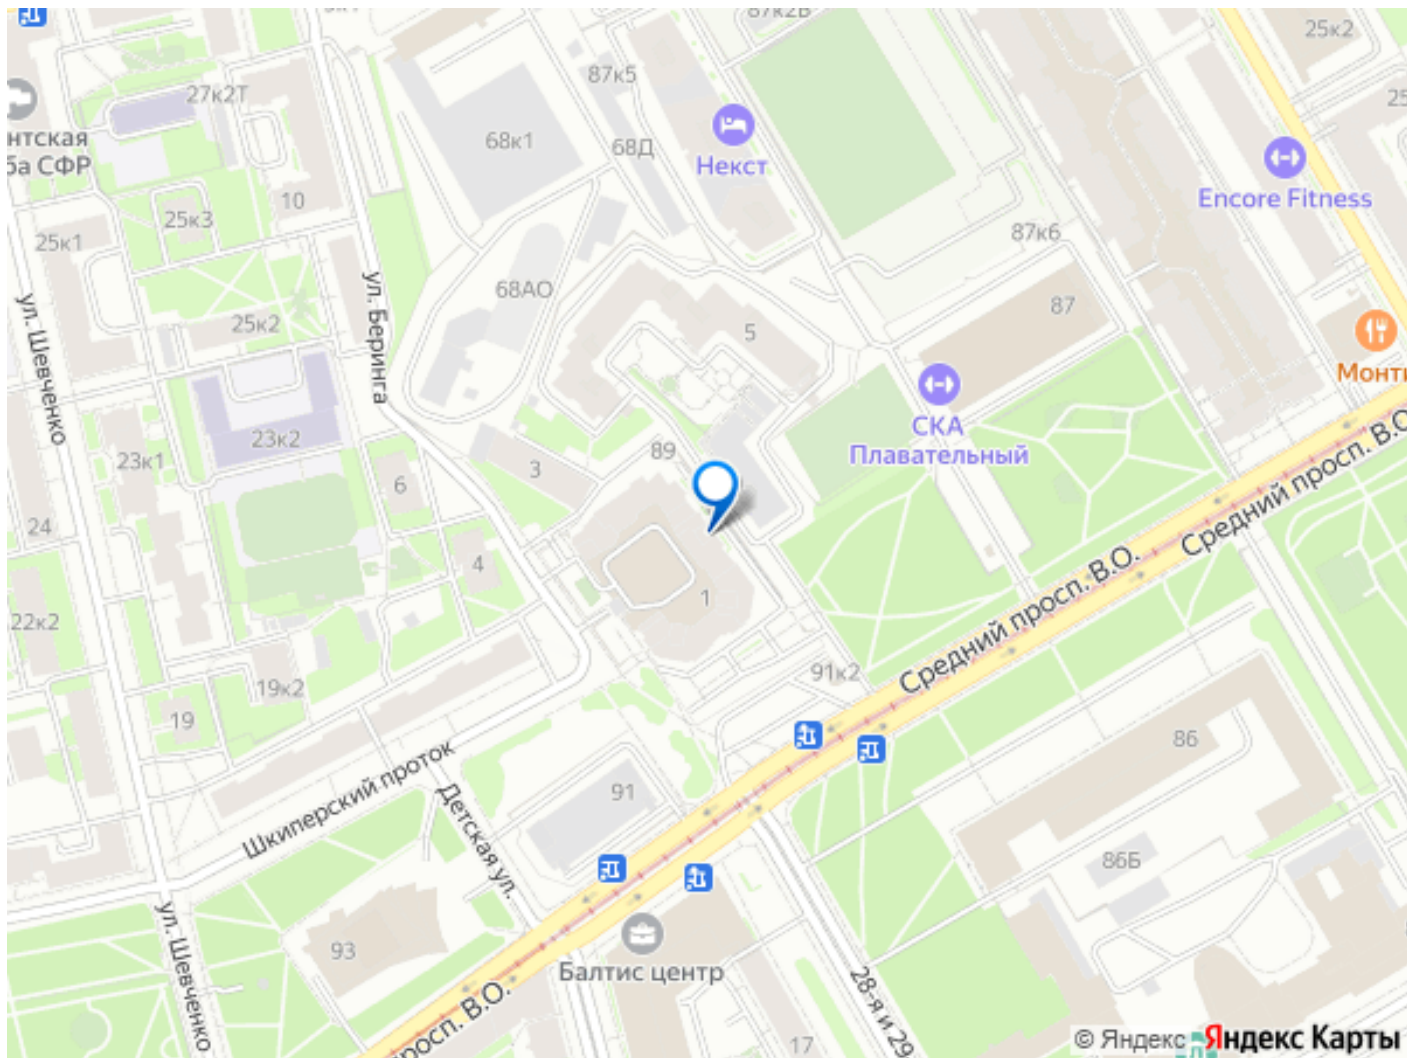 87к2В
25к2
87к5
27к2Т
25
нтская
ба СФР
68к1
68Д
Некст
Encore Fitness
10
25к3
25к1
87к6
ул. Беринга
68АО
87
25к2
5
ул. Шевченко
Монти
СКА
Плавательный
23к2
89
23к1
3
6
Средний просп. В.О.
24
4
Средний просп. В.О.
1
22к2
19к2
91к2
19
86
Шкиперский проток
Детская ул.
91
86Б
ул. Шевченко
93
Балтис центр
28-я и 29
просп. В.О.
17
© Яндекс
Яндекс Карты